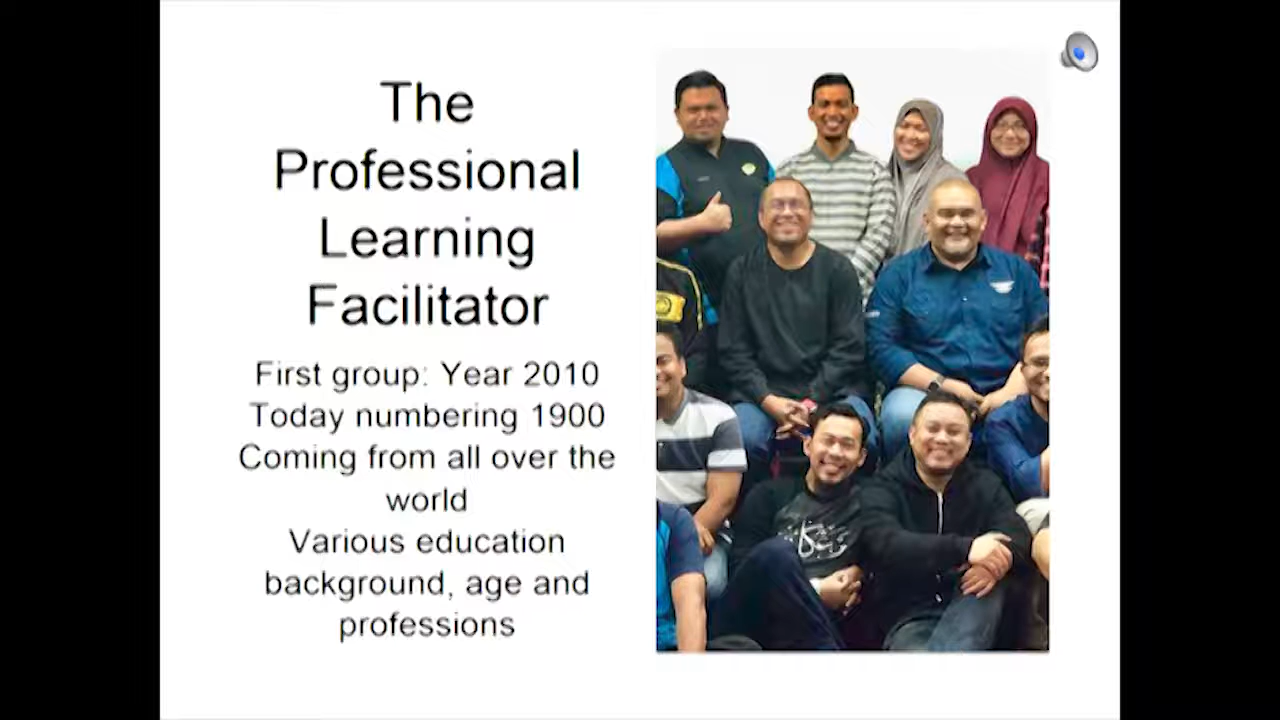 The
Professional
Learning
Facilitator
First group: Year 2010
Today numbering 1900
Coming from all over the
world
Various education
background, age and
professions